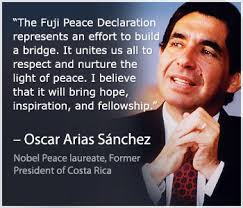 “The Fuji Peace Declaration
represents an effort to build
a bridge. It unites us all to
respect and nurture the
light of peace. I believe
that it will bring hope,
inspiration, and fellowship.”
– Oscar Arias Sánchez
Nobel Peace laureate, Former
President of Costa Rica